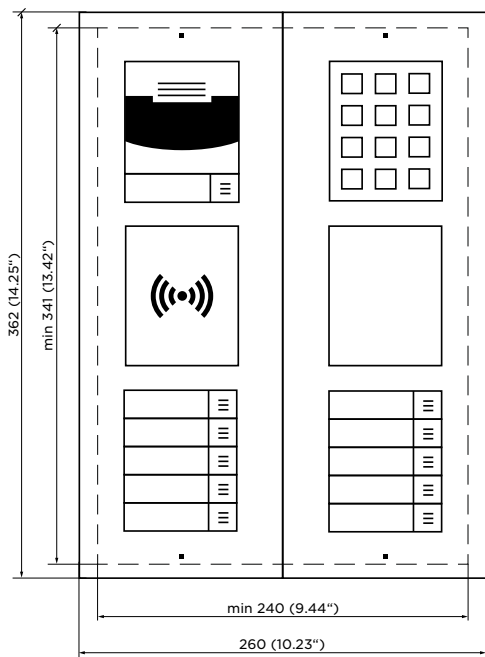 362 (14.25“)
min 341 (13.42“)
min 240 (9.44“)
260 (10.23“)